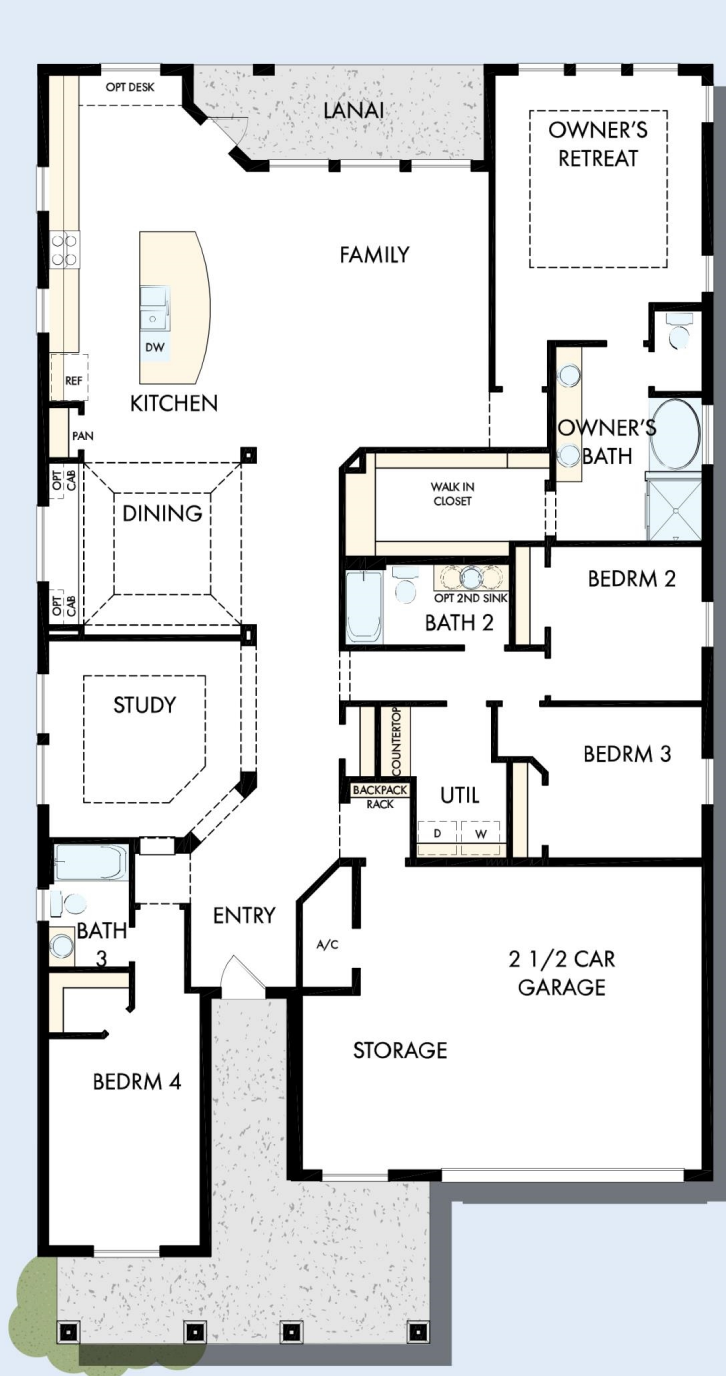 OPT DESK
LANAI
OWNER'S
RETREAT
FAMILY
DW
REF
KITCHEN
PAN
OWNER'S
BATH
OPT
CAB
WALK IN
CLOSET
DINING
OPT
CAB
BEDRM 2
OPT 2ND SINK
BATH 2
STUDY
COUNTERTOP
BEDRM 3
BACKPACK
RACK
UTIL
D
W
ENTRY
BATH
3
A/C
2 1/2 CAR
GARAGE
STORAGE
BEDRM 4